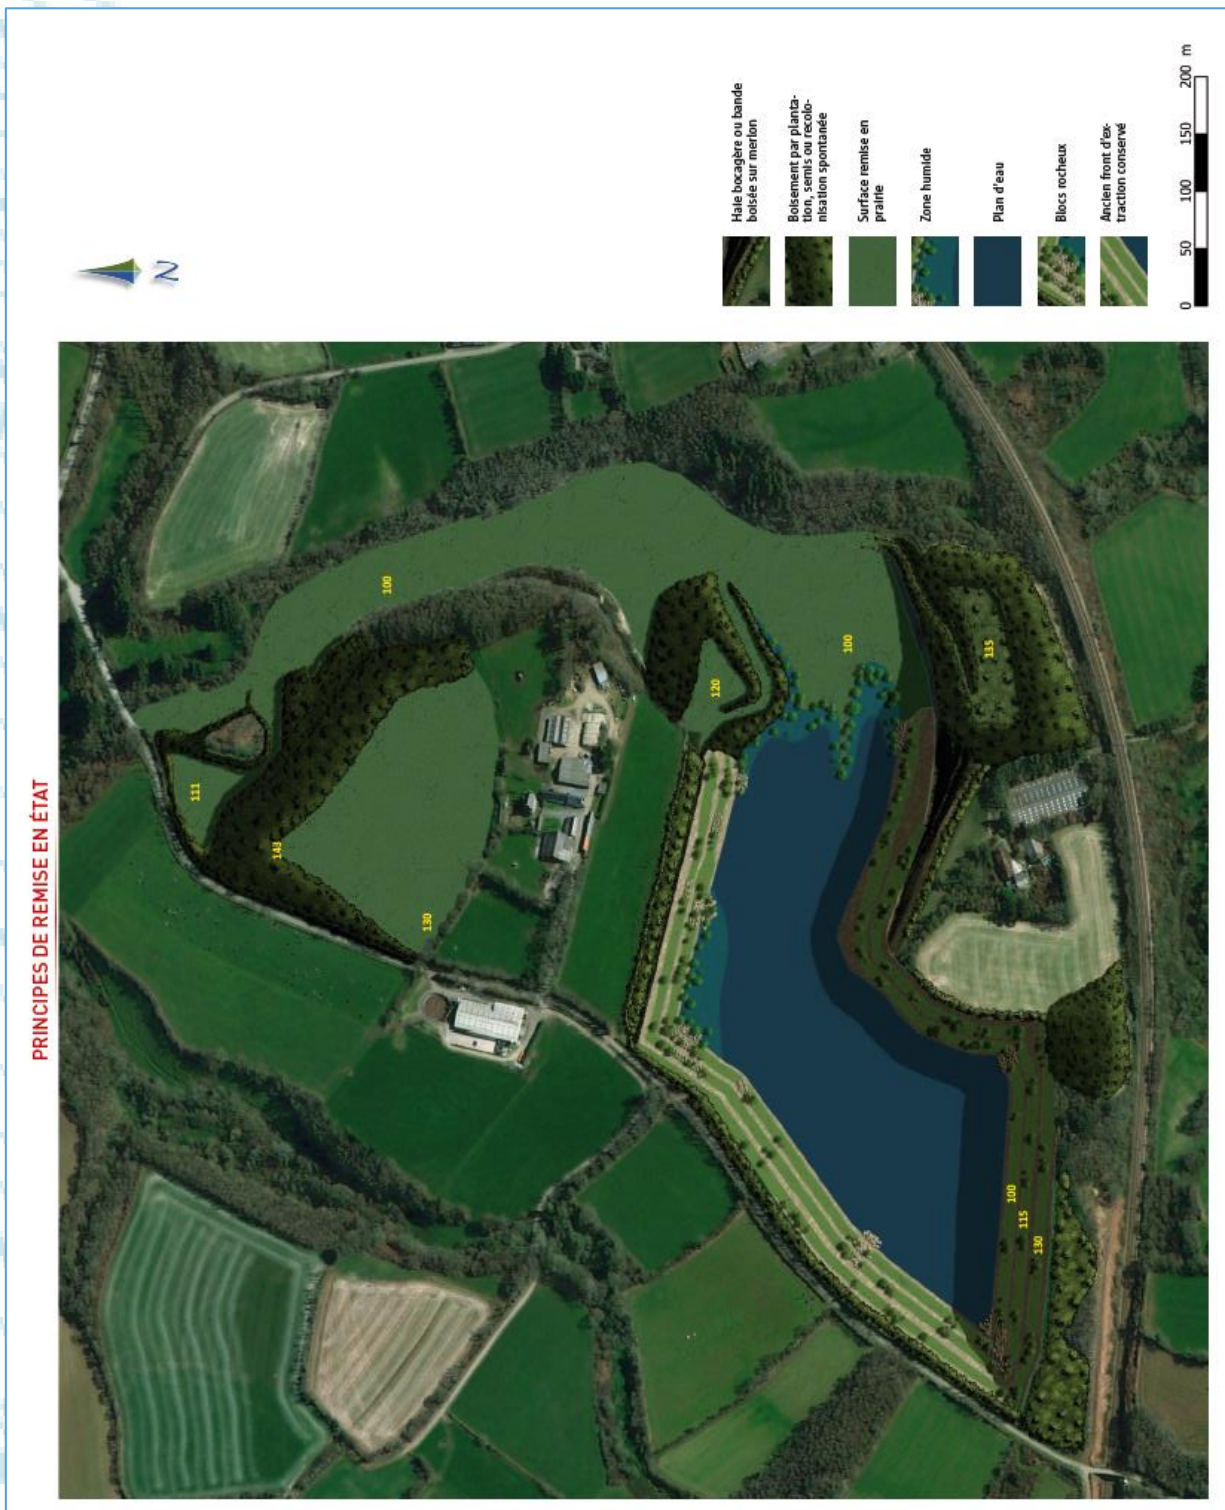 PRINCIPES DE REMISE EN ÉTAT
N
Haie bocagère ou bande
boisée sur merlon
Boisement par planta-
tion, semis ou recolo-
nisation spontanée
Surface remise en
prairie
Zone humide
Plan d'eau
Blocs rocheux
Ancien front d'ex-
traction conservé
0 50 100 150 200 m
111
143
130
100
120
100
135
100
115
130